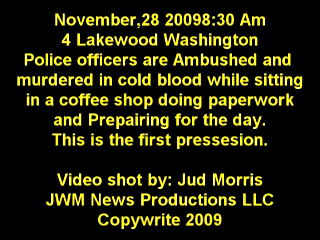 November,28 20098:30 Am
4 Lakewood Washington
Police officers are Ambushed and
murdered in cold blood while sitting
in a coffee shop doing paperwork
and Prepairing for the day.
This is the first pressesion.
Video shot by: Jud Morris
JWM News Productions LLC
Copywrite 2009